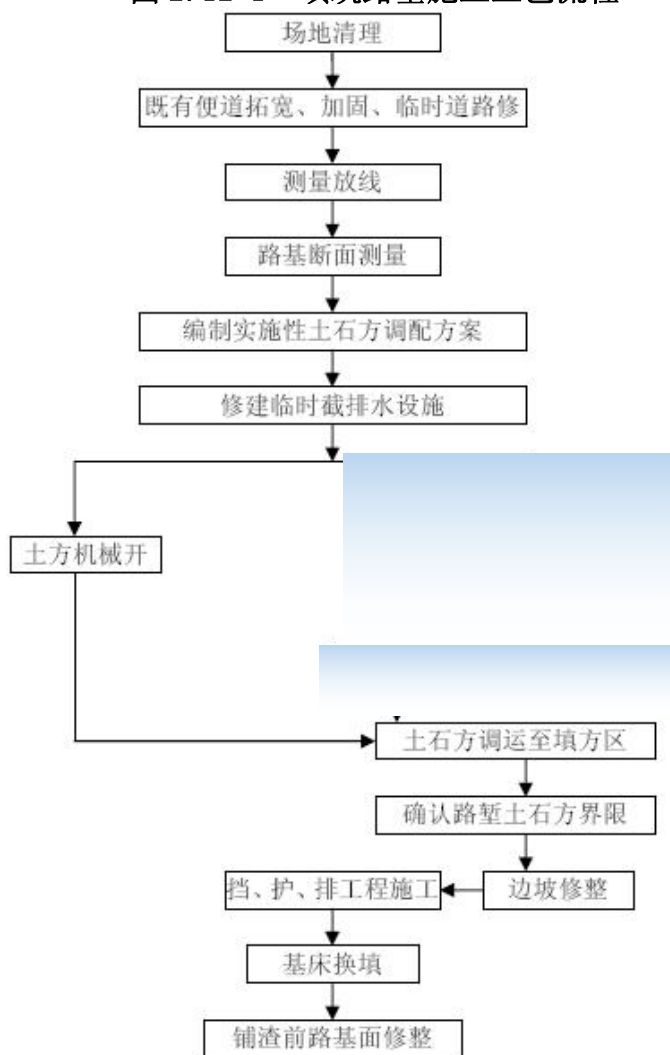 场地清理
既有便道拓宽、加固、临时道路修
测量放线
路基断面测量
编制实施性土石方调配方案
修建临时截排水设施
土方机械开
土石方调运至填方区
确认路堑土石方界限
挡、护、排工程施工
边坡修整
基床换填
铺渣前路基面修整